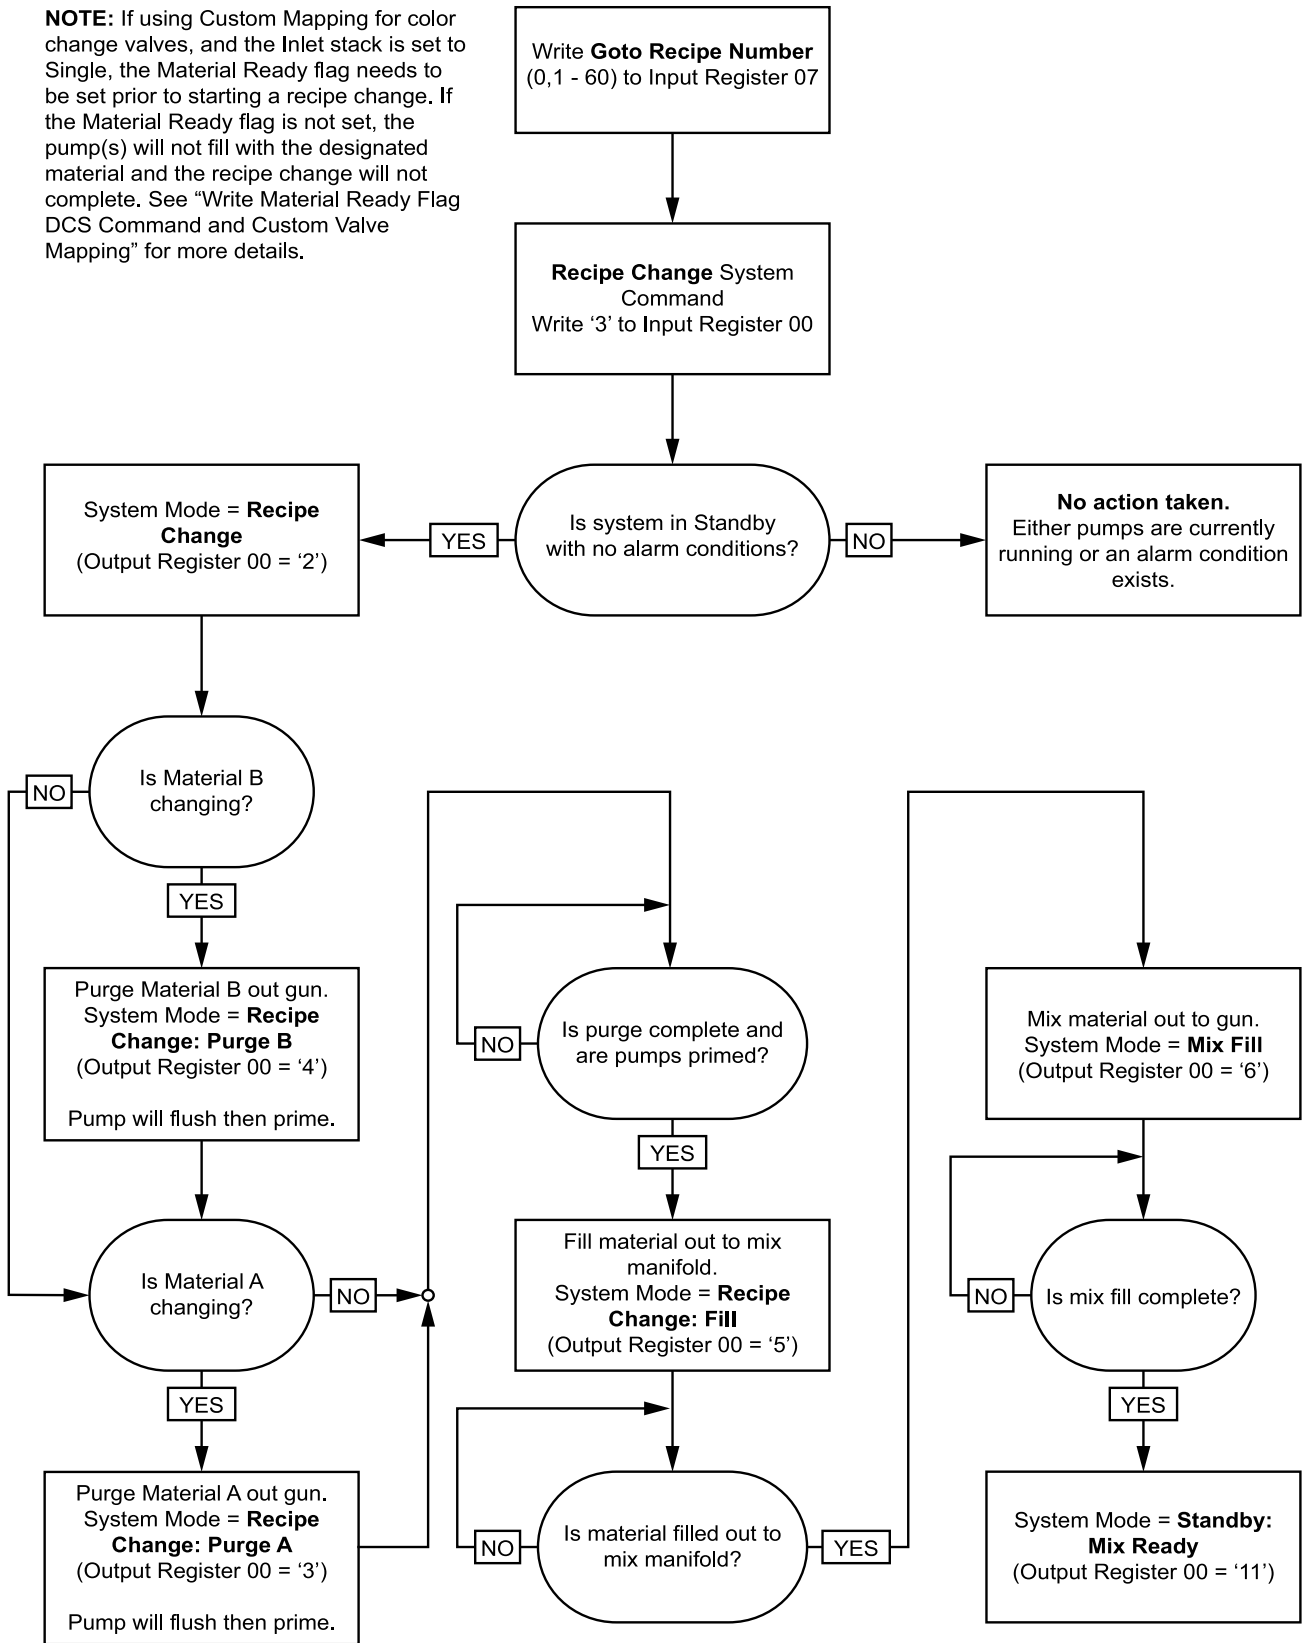 NOTE: If using Custom Mapping for color
change valves, and the Inlet stack is set to
Single, the Material Ready flag needs to
be set prior to starting a recipe change. If
the Material Ready flag is not set, the
pump(s) will not fill with the designated
material and the recipe change will not
complete. See “Write Material Ready Flag
DCS Command and Custom Valve
Mapping” for more details.
Write Goto Recipe Number
(0,1 - 60) to Input Register 07
Recipe Change System
Command
Write ‘3’ to Input Register 00
Is system in Standby
with no alarm conditions?
YES
NO
System Mode = Recipe
Change
(Output Register 00 = ‘2’)
No action taken.
Either pumps are currently
running or an alarm condition
exists.
Is Material B
changing?
NO
YES
Purge Material B out gun.
System Mode = Recipe
Change: Purge B
(Output Register 00 = ‘4’)
Pump will flush then prime.
Is Material A
changing?
NO
YES
Purge Material A out gun.
System Mode = Recipe
Change: Purge A
(Output Register 00 = ‘3’)
Pump will flush then prime.
Is purge complete and
are pumps primed?
NO
YES
Fill material out to mix
manifold.
System Mode = Recipe
Change: Fill
(Output Register 00 = ‘5’)
Is material filled out to
mix manifold?
NO
YES
Mix material out to gun.
System Mode = Mix Fill
(Output Register 00 = ‘6’)
Is mix fill complete?
NO
YES
System Mode = Standby:
Mix Ready
(Output Register 00 = ‘11’)